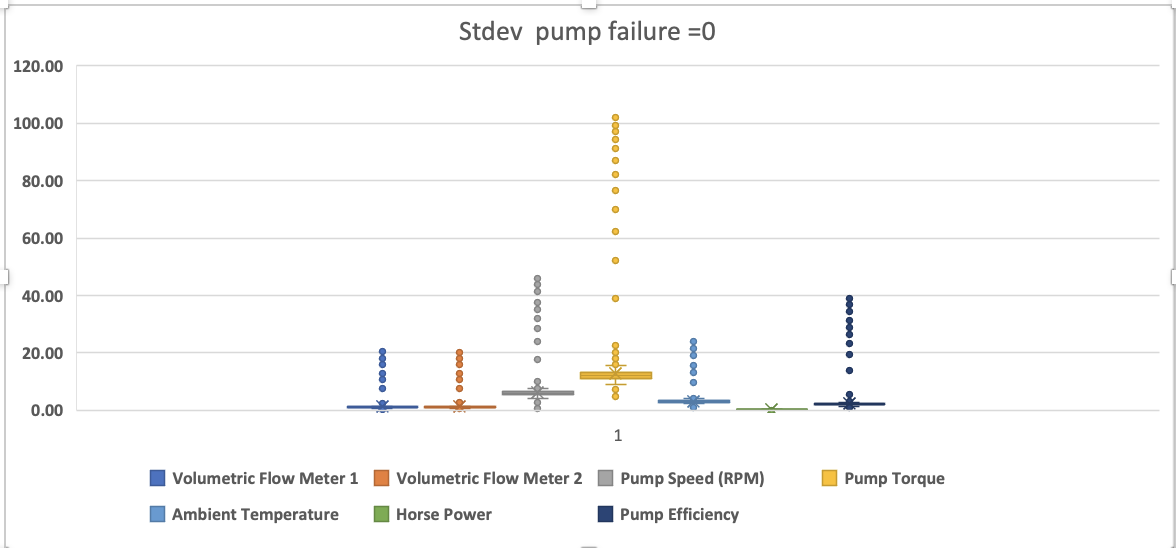 Stdev  pump failure =0
120.00
100.00
80.00
60.00
40.00
20.00
0.00
1
Volumetric Flow Meter 1 Volumetric Flow Meter 2 Pump Speed (RPM) Pump Torque
Ambient Temperature Horse Power Pump Efficiency